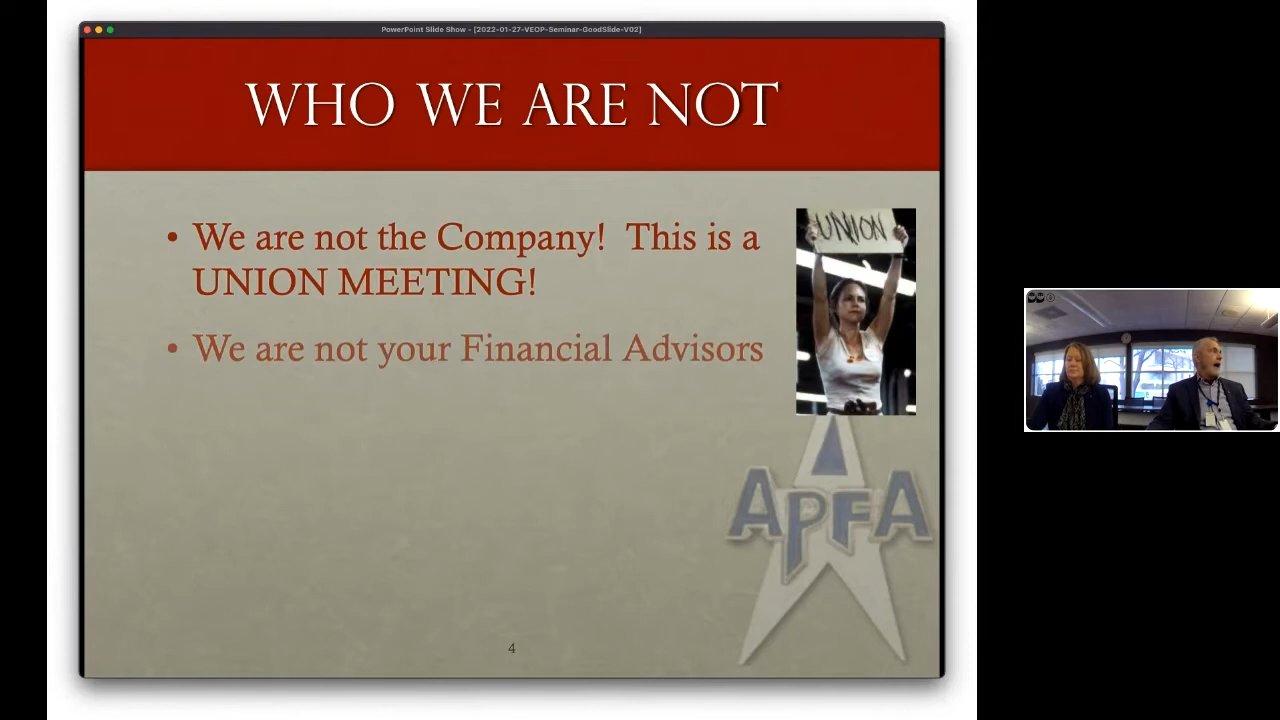 PowerPoint Slide Show - [2022-01-27-VEOP-Seminar-GoodSlide-V02]
WHO WE ARE NOT
• We are not the Company! This is a
UNION MEETING!
• We are not your Financial Advisors
UNION
APFA
4